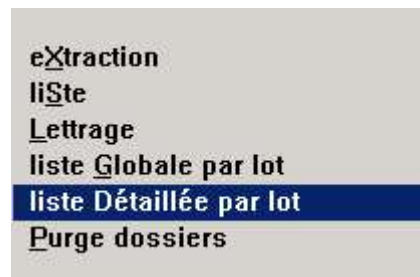 eXtraction
liSte
Lettrage
liste Globale par lot
liste Détaillée par lot
Purge dossiers